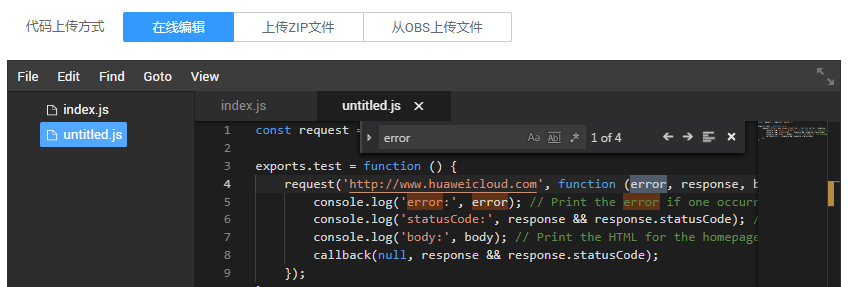 代码上传方式 在线编辑 上传ZIP文件 从OBS上传文件
File Edit Find Goto View
index.js
untitled.js
index.js untitled.js
error Aa Abl .* 1 of 4
1 const request =
2
3 exports.test = function () {
4 request('http://www.huaweicloud.com', function (error, response, b
5 console.log('error:', error); // Print the error if one occurr
6 console.log('statusCode:', response && response.statusCode); /
7 console.log('body:', body); // Print the HTML for the homepage
8 callback(null, response && response.statusCode);
9 });